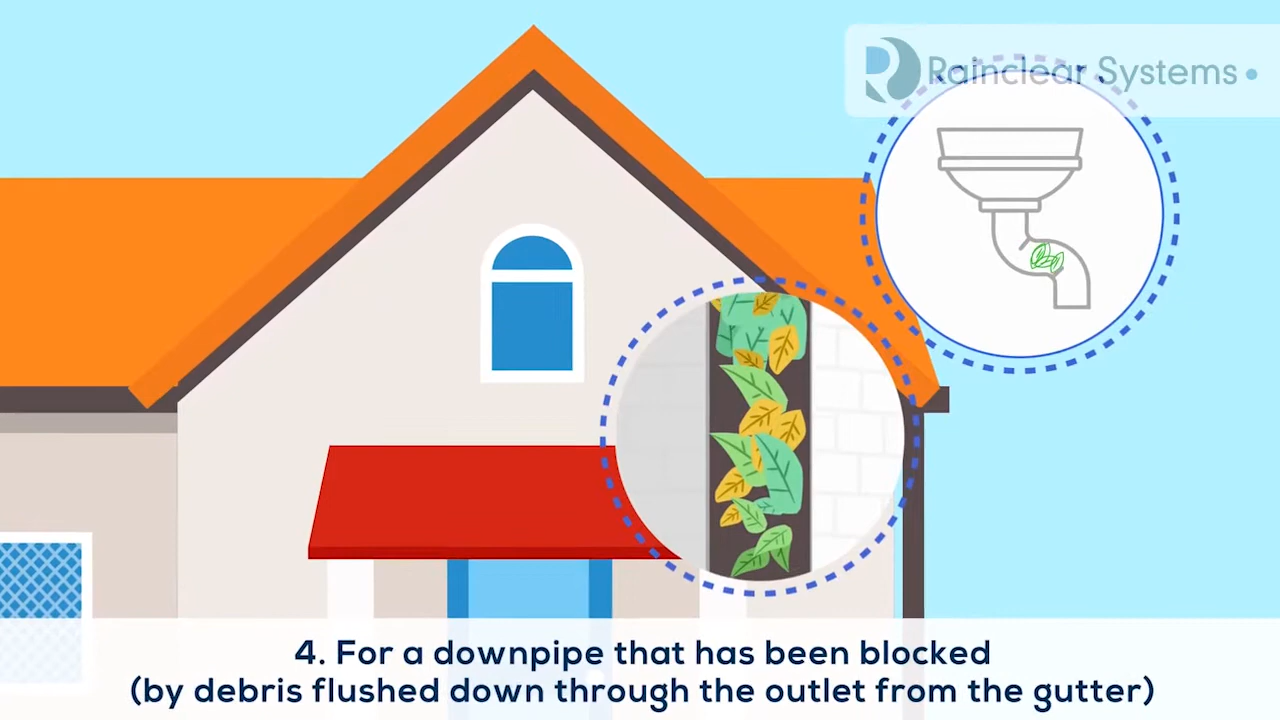 Rainclear Systems
4. For a downpipe that has been blocked
(by debris flushed down through the outlet from the gutter)